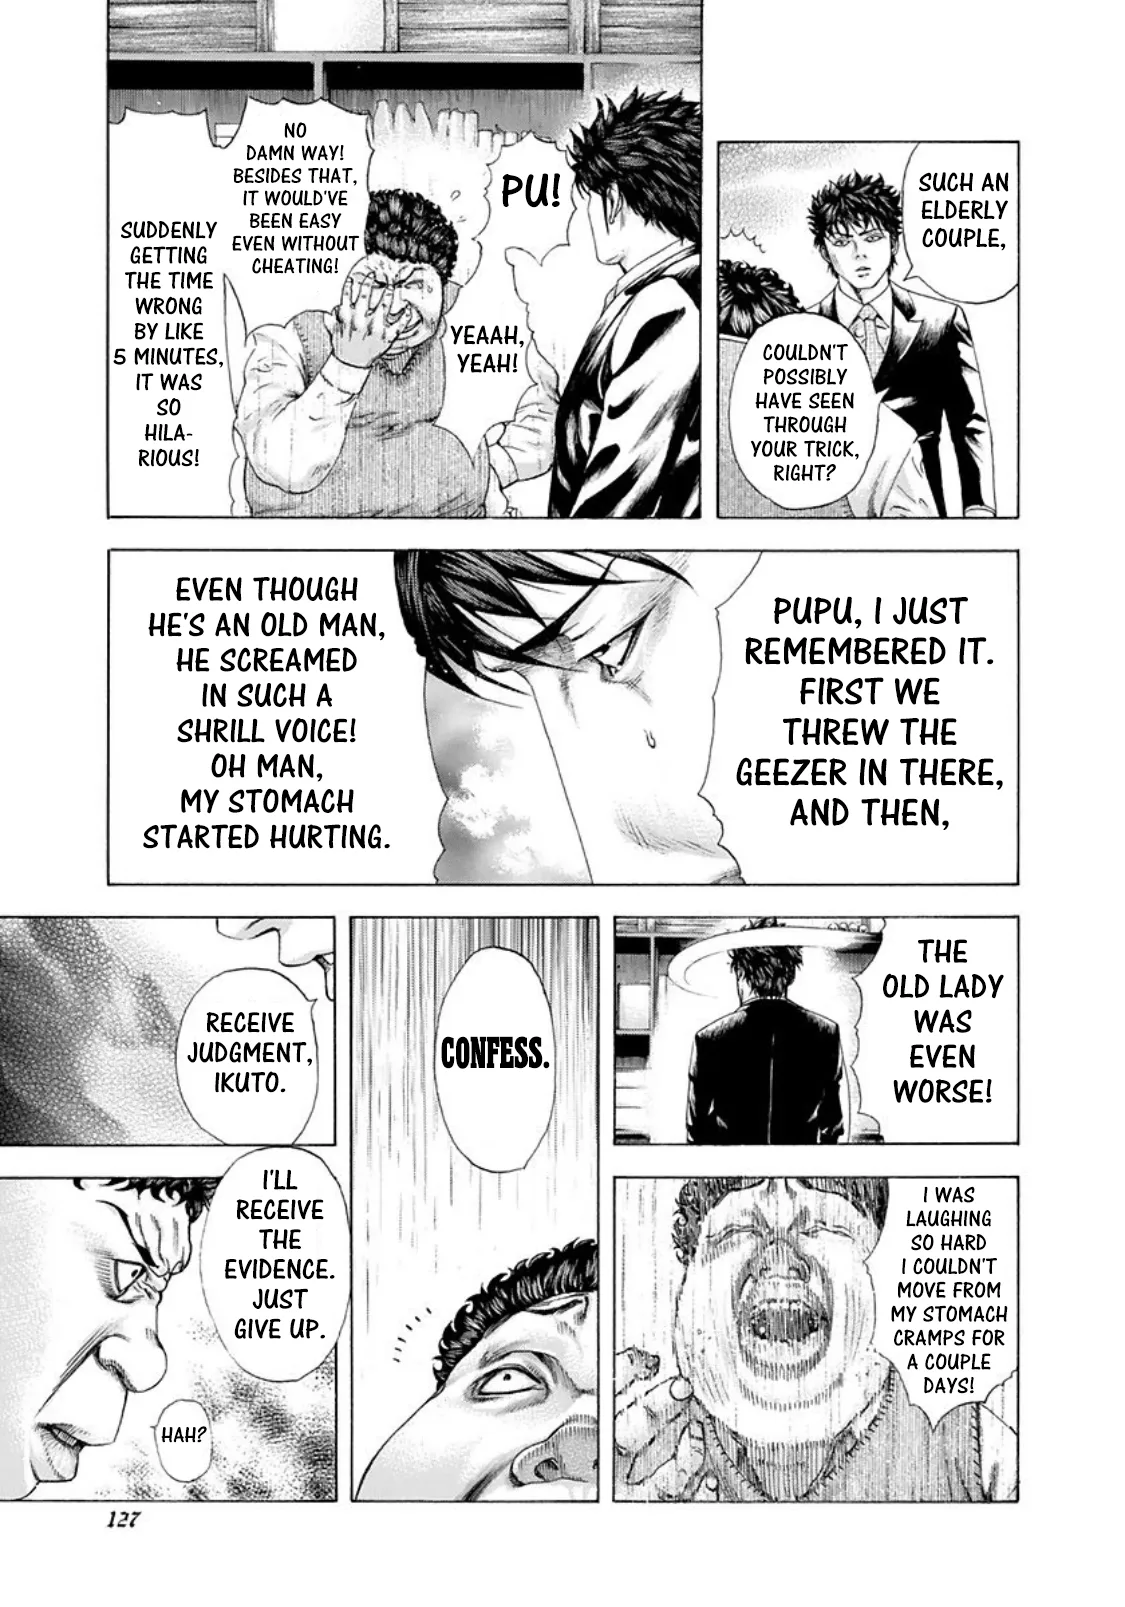 SUCH AN
ELDERLY
COUPLE,
COULDN'T
POSSIBLY
HAVE SEEN
THROUGH
YOUR TRICK,
RIGHT?
PU!
YEAAH,
YEAH!
NO
DAMN WAY!
BESIDES THAT,
IT WOULD'VE
BEEN EASY
EVEN WITHOUT
CHEATING!
SUDDENLY
GETTING
THE TIME
WRONG
BY LIKE
5 MINUTES,
IT WAS
SO
HILA-
RIOUS!
PUPU, I JUST
REMEMBERED IT.
FIRST WE
THREW THE
GEEZER IN THERE,
AND THEN,
EVEN THOUGH
HE'S AN OLD MAN,
HE SCREAMED
IN SUCH A
SHRILL VOICE!
OH MAN,
MY STOMACH
STARTED HURTING.
THE
OLD LADY
WAS
EVEN
WORSE!
I WAS
LAUGHING
SO HARD
I COULDN'T
MOVE FROM
MY STOMACH
CRAMPS FOR
A COUPLE
DAYS!
CONFESS.
RECEIVE
JUDGMENT,
IKUTO.
I'LL
RECEIVE
THE
EVIDENCE.
JUST
GIVE UP.
HAH?
127